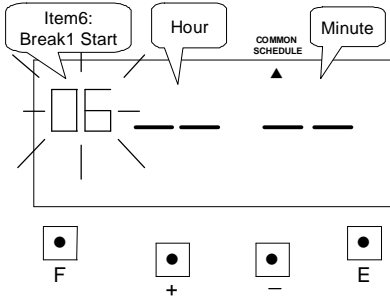 Item6:
Break1 Start
Hour
COMMON
SCHEDULE
Minute
06
F
+
−
E